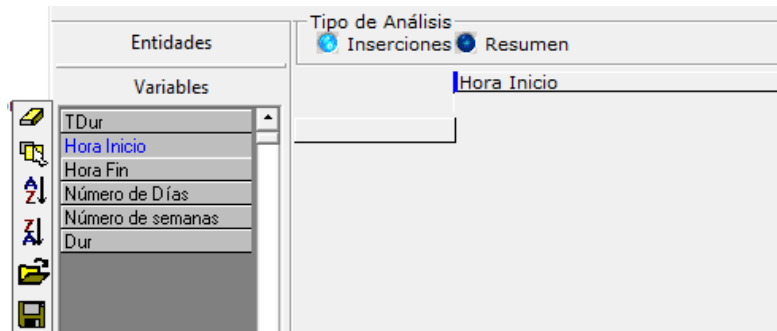 Tipo de Análisis
Inserciones Resumen
Entidades
Variables
Hora Inicio
TDur
Hora Inicio
Hora Fin
Número de Días
Número de semanas
Dur
A
Z
Z
A